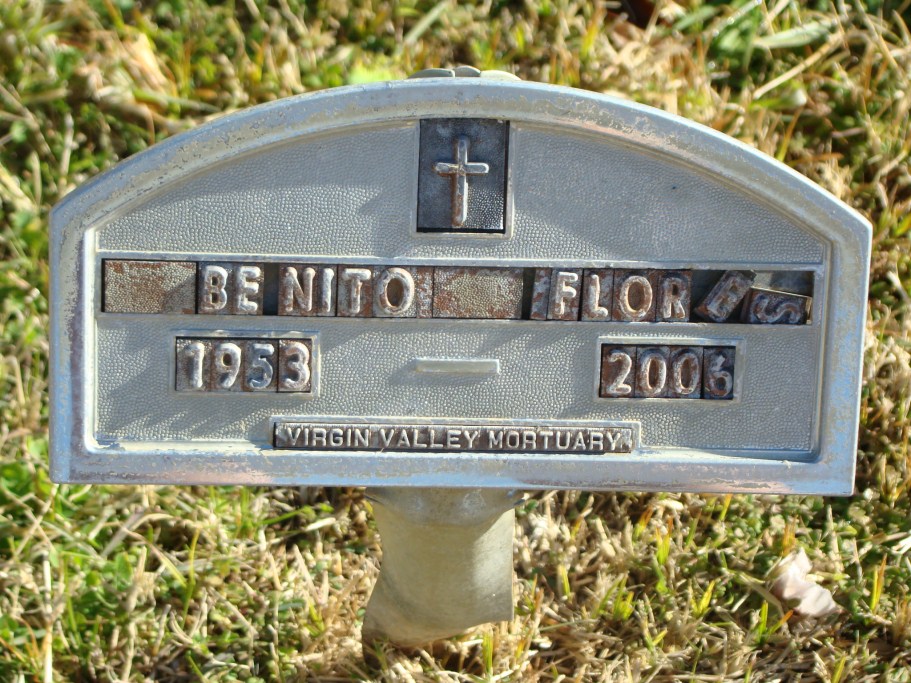 BENITO FLORES
1953 – 2006
VIRGIN VALLEY MORTUARY